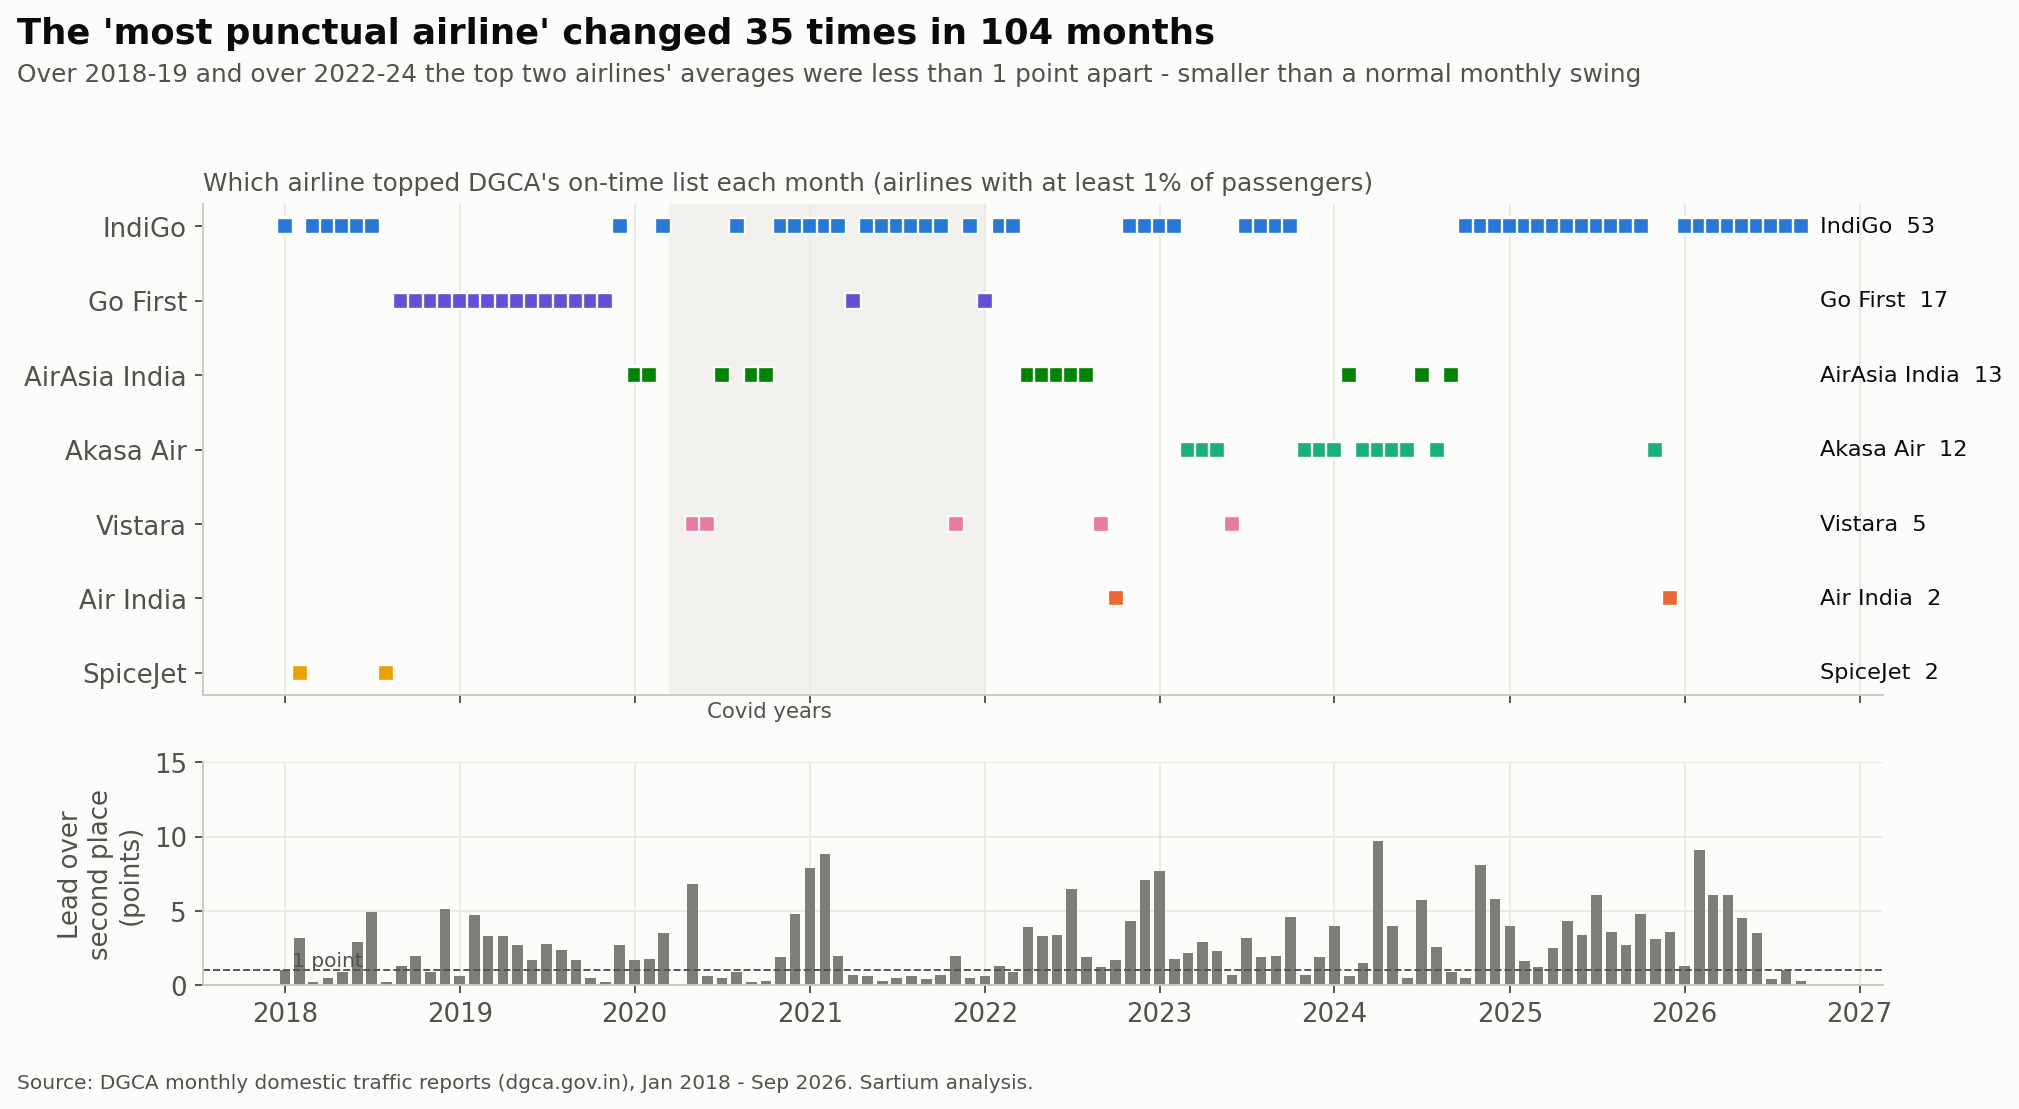 The 'most punctual airline' changed 35 times in 104 months
Over 2018-19 and over 2022-24 the top two airlines' averages were less than 1 point apart - smaller than a normal monthly swing
Which airline topped DGCA's on-time list each month (airlines with at least 1% of passengers)
IndiGo
IndiGo 53
Go First
Go First 17
AirAsia India
AirAsia India 13
Akasa Air
Akasa Air 12
Vistara
Vistara 5
Air India
Air India 2
SpiceJet
SpiceJet 2
Covid years
Lead over
second place
(points)
15
10
5
0
1 point
2018 2019 2020 2021 2022 2023 2024 2025 2026 2027
Source: DGCA monthly domestic traffic reports (dgca.gov.in), Jan 2018 - Sep 2026. Sartium analysis.